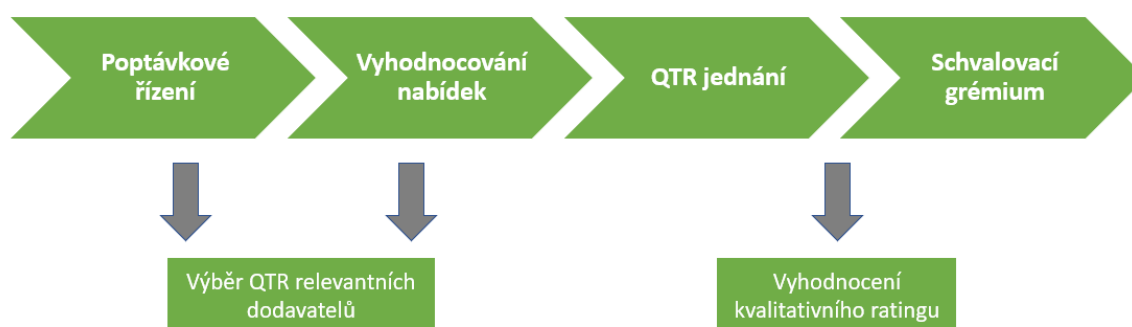 Poptávkové
řízení
Vyhodnocování
nabídek
QTR jednání
Schvalovací
grémium
Výběr QTR relevantních
dodavatelů
Vyhodnocení
kvalitativního ratingu